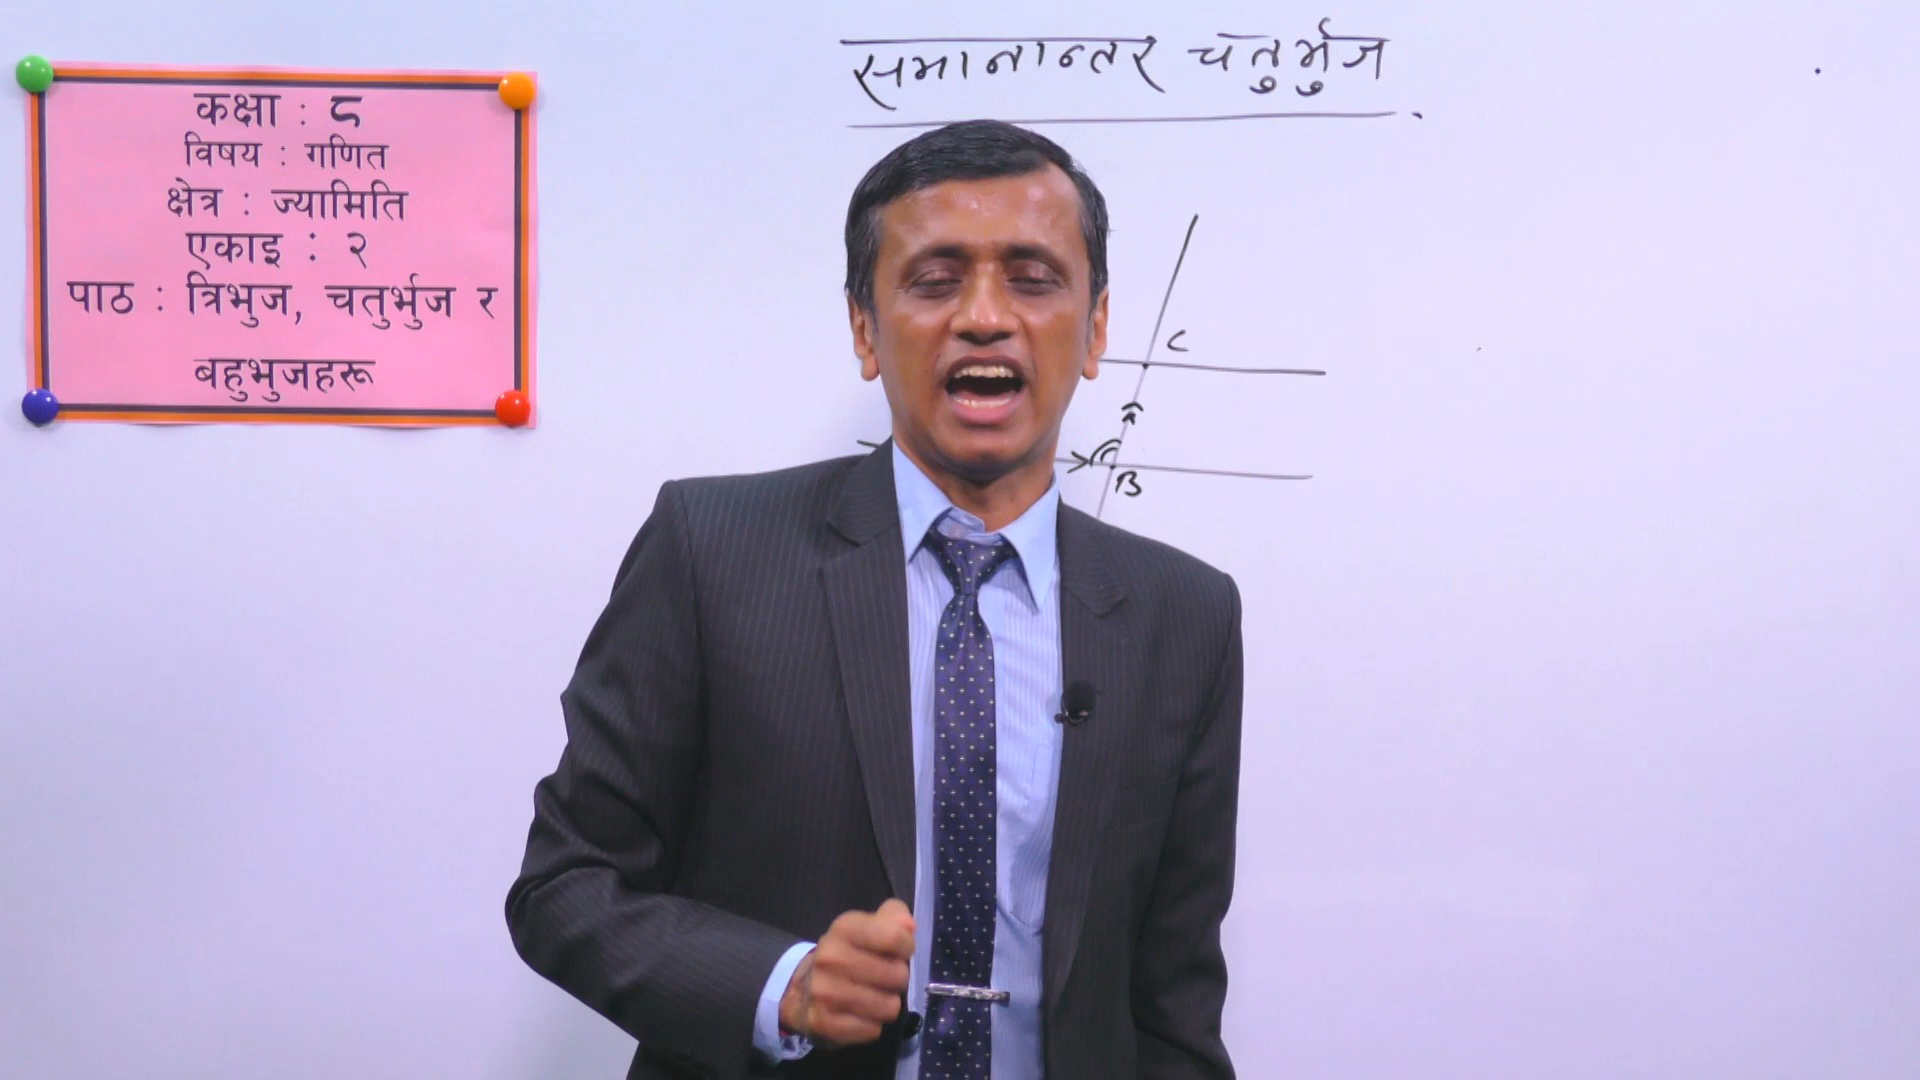 कक्षा : ८
विषय : गणित
क्षेत्र : ज्यामिति
एकाइ : २
पाठ : त्रिभुज, चतुर्भुज र
बहुभुजहरू
समानान्तर चतुर्भुज
C
B